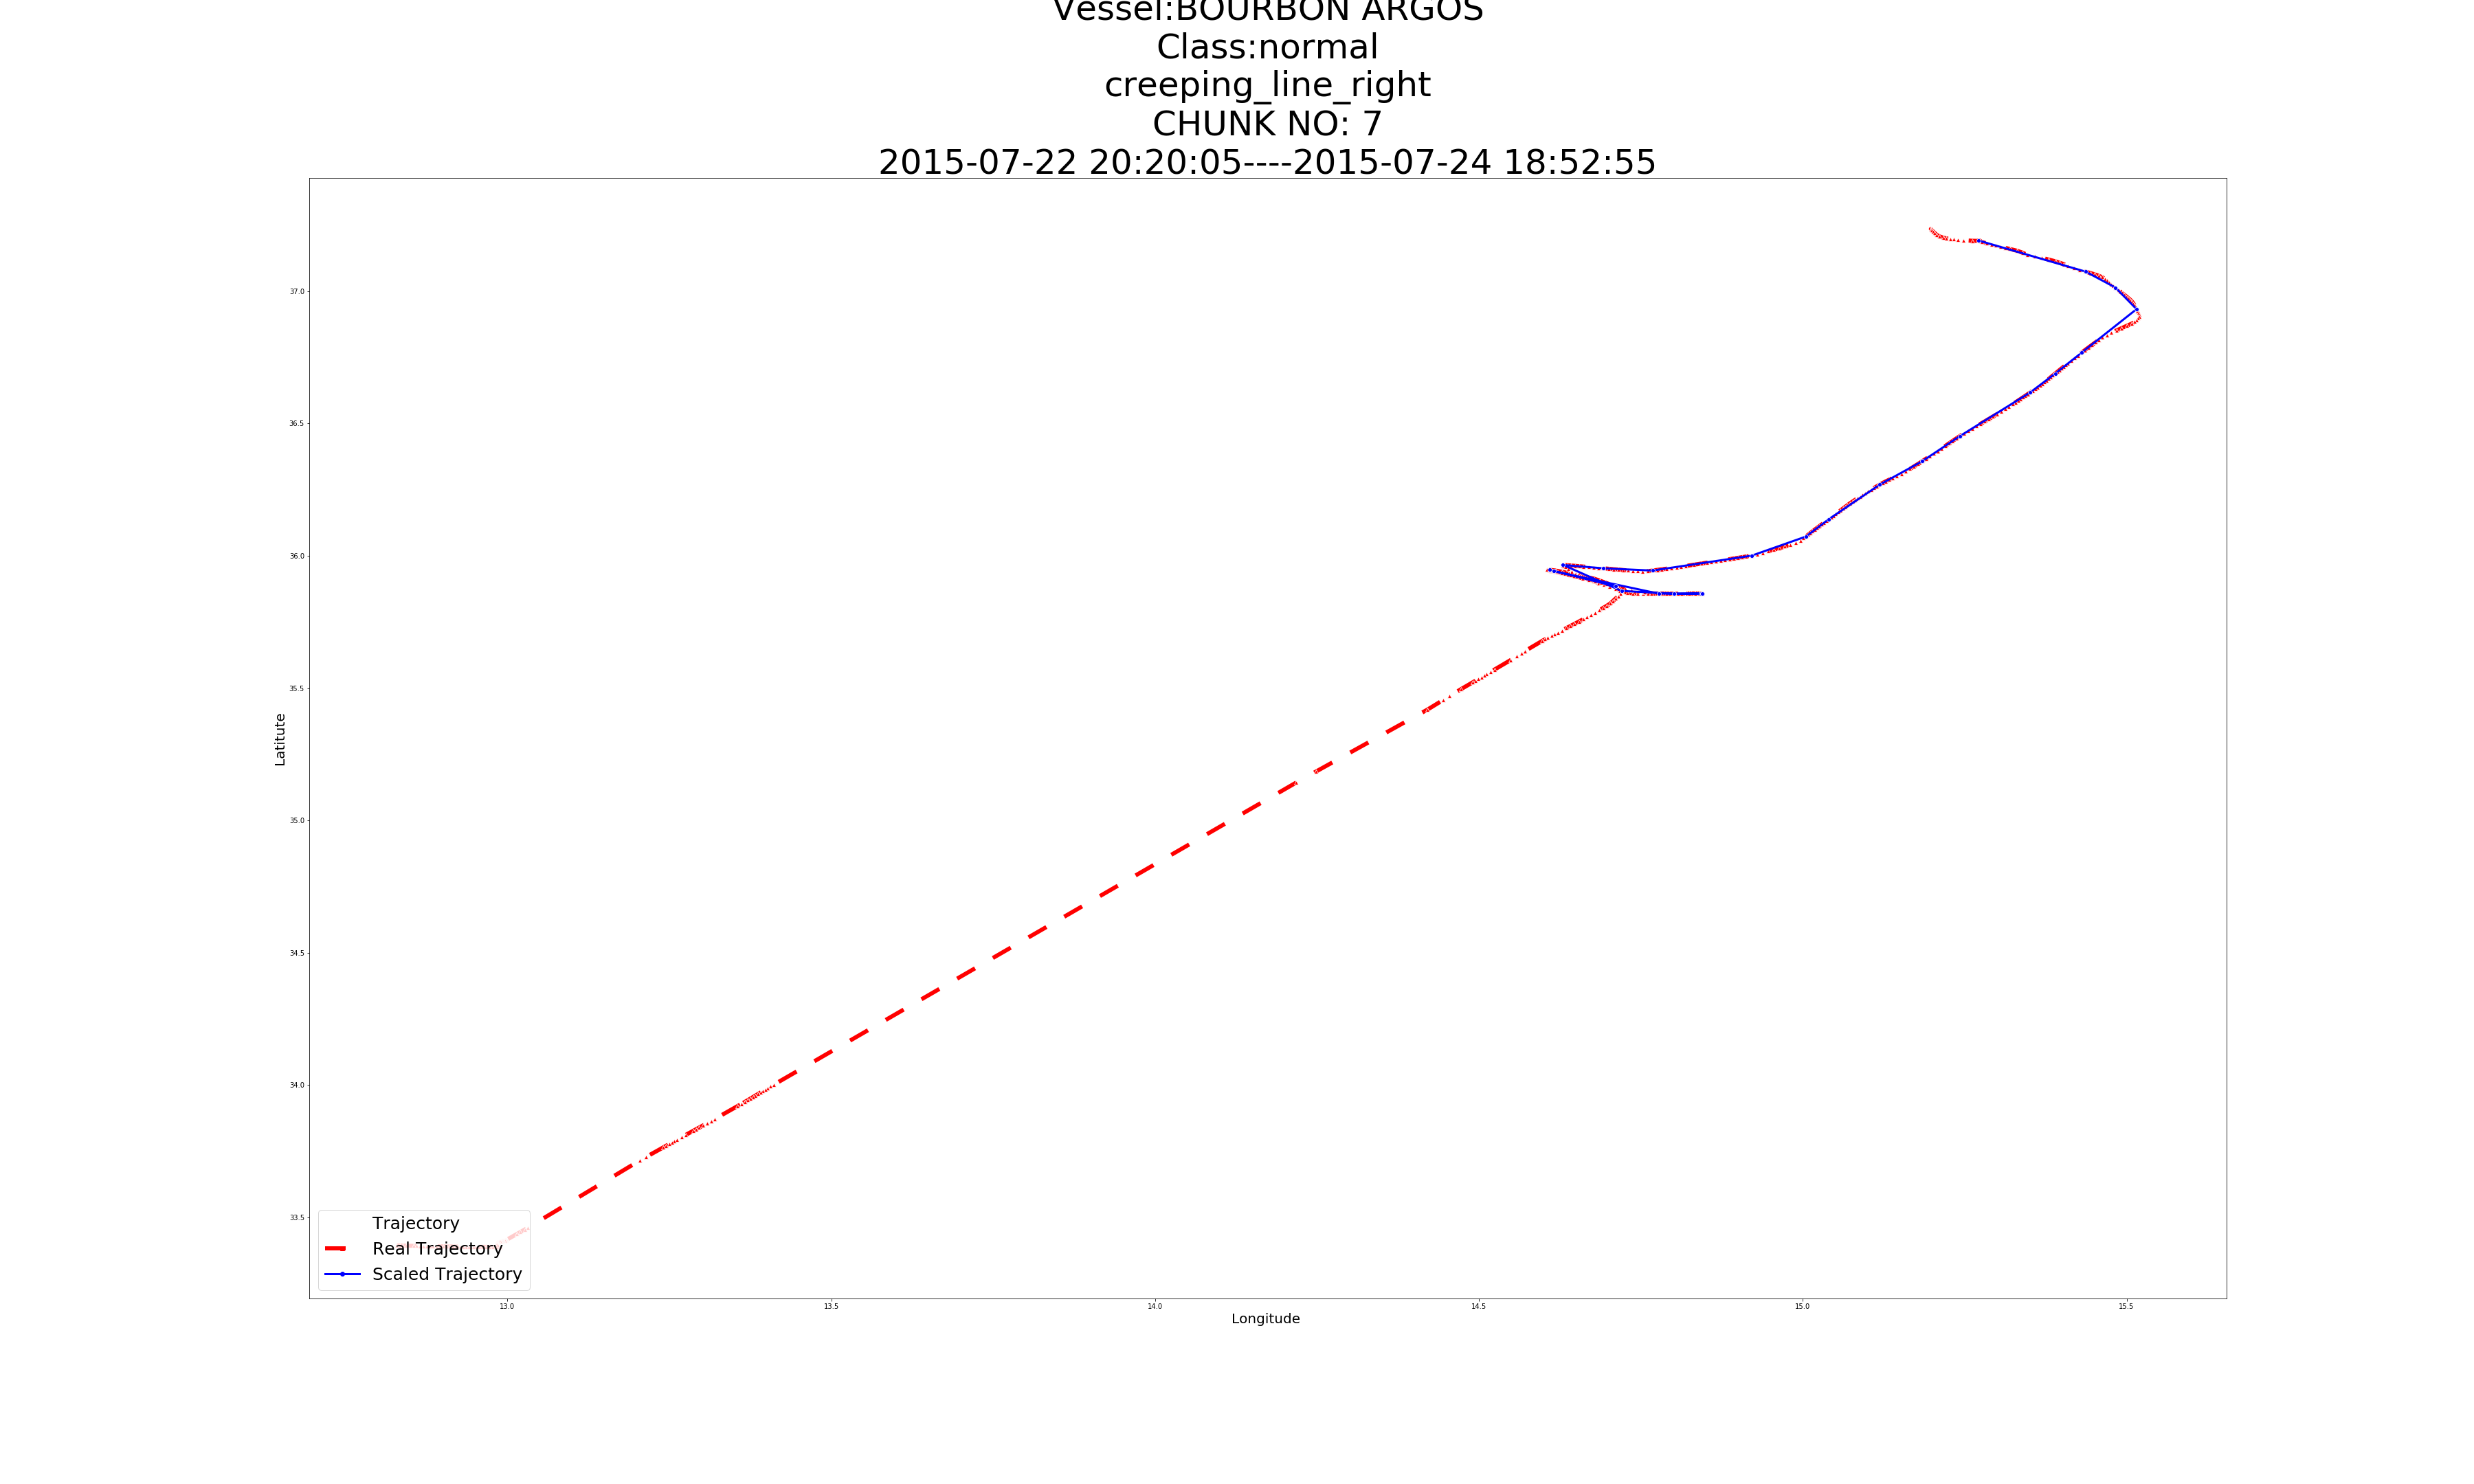 Vessel:BOURBON ARGOS
Class:normal
creeping_line_right
CHUNK NO: 7
2015-07-22 20:20:05----2015-07-24 18:52:55
37.0
36.5
36.0
35.5
35.0
34.5
34.0
33.5
Latitute
Trajectory
Real Trajectory
Scaled Trajectory
13.0 13.5 14.0 14.5 15.0 15.5
Longitude